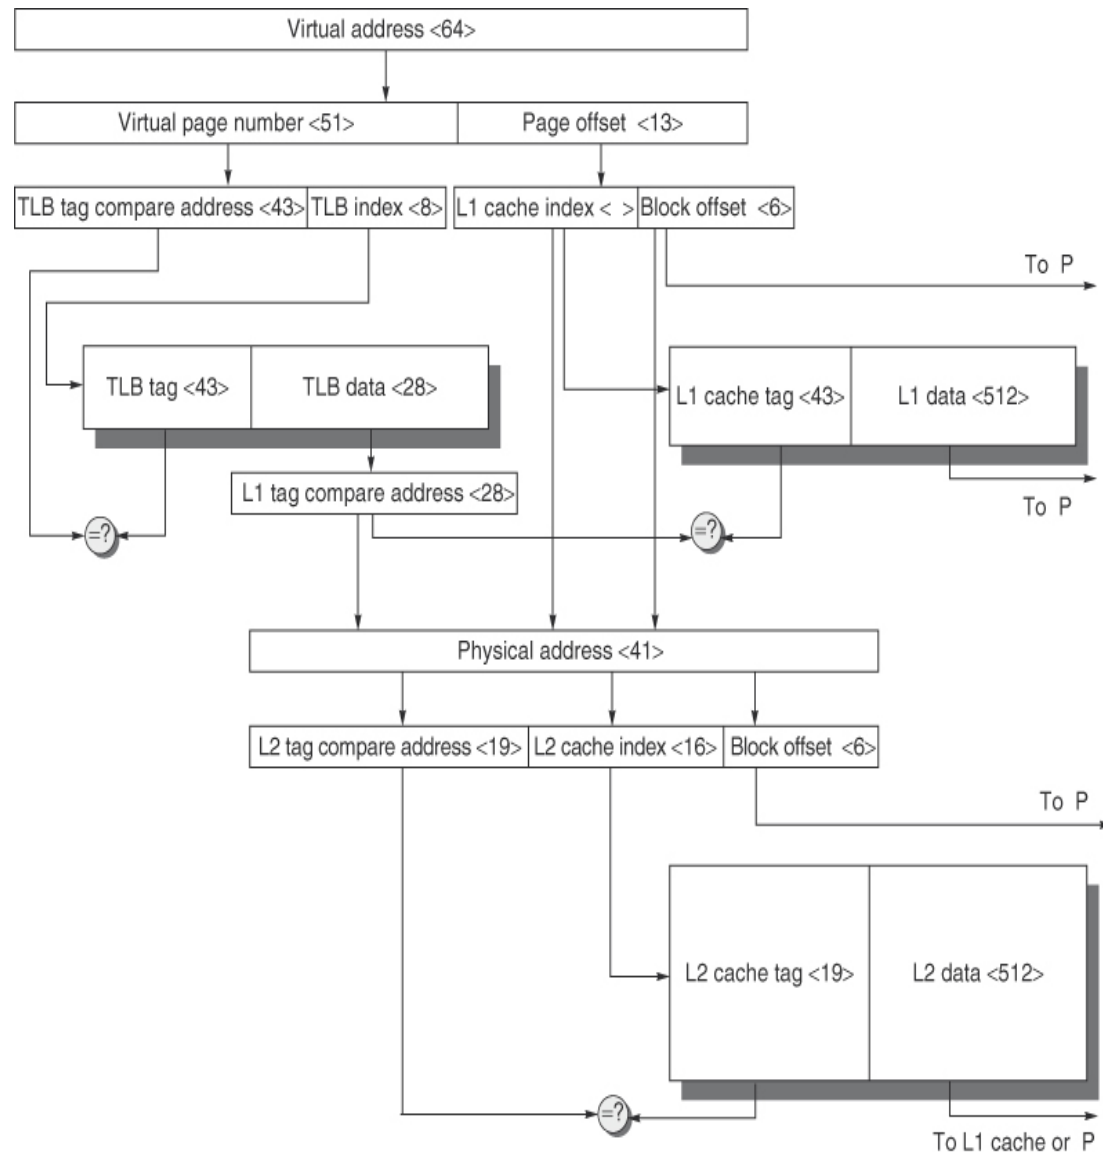 Virtual address <64>
Virtual page number <51>
Page offset <13>
TLB tag compare address <43>
TLB index <8>
L1 cache index < >
Block offset <6>
To P
TLB tag <43>
TLB data <28>
L1 cache tag <43>
L1 data <512>
L1 tag compare address <28>
To P
=?
=?
Physical address <41>
L2 tag compare address <19>
L2 cache index <16>
Block offset <6>
To P
L2 cache tag <19>
L2 data <512>
=?
To L1 cache or P